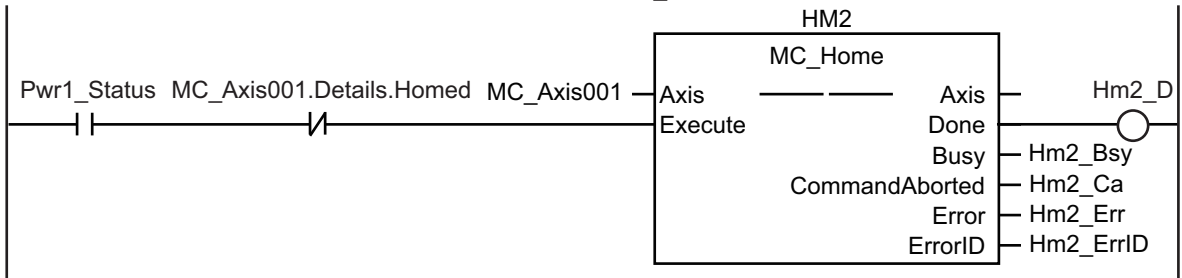 HM2
MC_Home
Pwr1_Status MC_Axis001.Details.Homed MC_Axis001 Axis Axis Hm2_D
Execute Done
Busy Hm2_Bsy
CommandAborted Hm2_Ca
Error Hm2_Err
ErrorID Hm2_ErrID